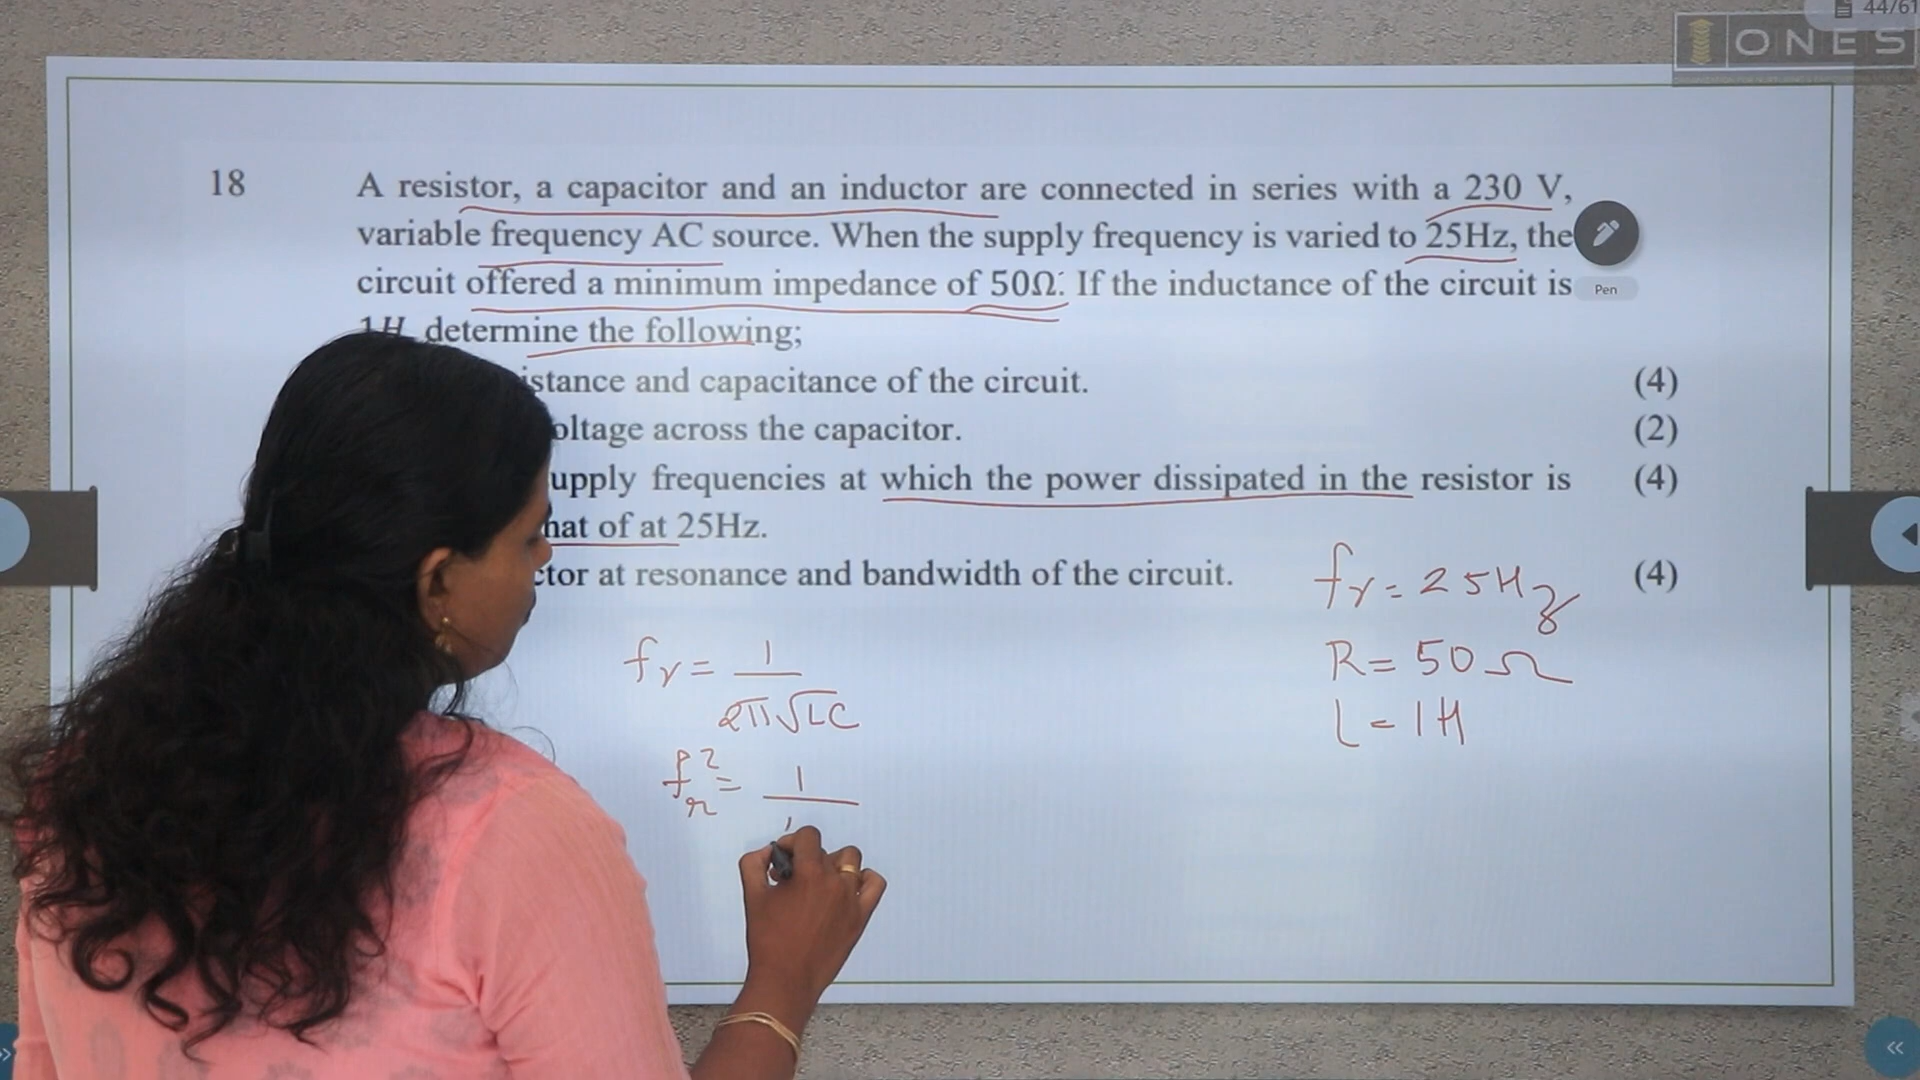 44/61
ONES
18 A resistor, a capacitor and an inductor are connected in series with a 230 V,
variable frequency AC source. When the supply frequency is varied to 25Hz, the
circuit offered a minimum impedance of 50Ω. If the inductance of the circuit is
Pen
1H determine the following;
istance and capacitance of the circuit. (4)
oltage across the capacitor. (2)
upply frequencies at which the power dissipated in the resistor is (4)
hat of at 25Hz.
ctor at resonance and bandwidth of the circuit. (4)
fr = 25Hz
R = 50Ω
L = 1H
fr = 1
2π√LC
fr² = 1